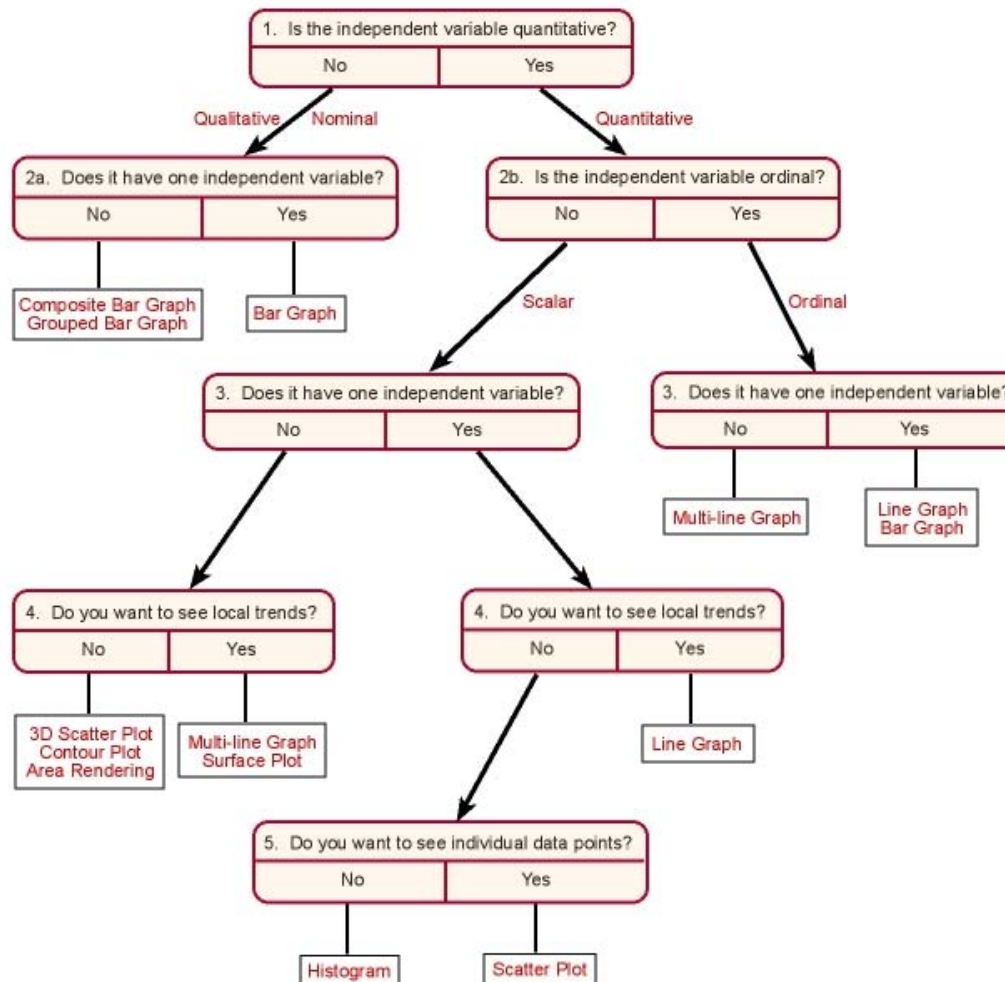 1. Is the independent variable quantitative?
No Yes
Qualitative Nominal Quantitative
2a. Does it have one independent variable?
No Yes
2b. Is the independent variable ordinal?
No Yes
Composite Bar Graph
Grouped Bar Graph
Bar Graph
Scalar Ordinal
3. Does it have one independent variable?
No Yes
3. Does it have one independent variable?
No Yes
Multi-line Graph
Line Graph
Bar Graph
4. Do you want to see local trends?
No Yes
4. Do you want to see local trends?
No Yes
3D Scatter Plot
Contour Plot
Area Rendering
Multi-line Graph
Surface Plot
Line Graph
5. Do you want to see individual data points?
No Yes
Histogram
Scatter Plot